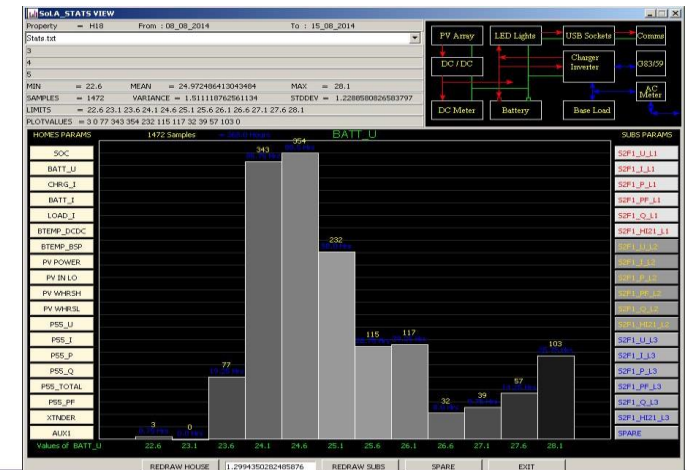 SoLA_STATS VIEW
Property = H18 From : 08_08_2014 To : 15_08_2014
Stats.txt
3
4
5
MIN = 22.6 MEAN = 24.972486413043484 MAX = 28.1
SAMPLES = 1472 VARIANCE = 1.511118762561134 STDDEV = 1.2288580826583797
LIMITS = 22.6 23.1 23.6 24.1 24.6 25.1 25.6 26.1 26.6 27.1 27.6 28.1
PLOTVALUES = 3 0 77 343 354 232 115 117 32 39 57 103 0
PV Array LED Lights USB Sockets Comms
DC / DC Charger Inverter G83/59
AC Meter
DC Meter Battery Base Load
HOMES PARAMS 1472 Samples BATT_U SUBS PARAMS
SOC
BATT_U
CHRG_I
BATT_I
LOAD_I
BTEMP_DCDC
BTEMP_BSP
PV POWER
PV IN LO
PV WHRSH
PV WHRSL
P55_U
P55_I
P55_P
P55_Q
P55_TOTAL
P55_PF
XTNDER
AUX1
3 0 77 343 354 232 115 117 32 39 57 103
S2F1_U_L1
S2F1_I_L1
S2F1_P_L1
S2F1_PF_L1
S2F1_Q_L1
S2F1_HI21_L1
S2F1_U_L2
S2F1_I_L2
S2F1_P_L2
S2F1_PF_L2
S2F1_Q_L2
S2F1_HI21_L2
S2F1_U_L3
S2F1_I_L3
S2F1_P_L3
S2F1_PF_L3
S2F1_Q_L3
S2F1_HI21_L3
SPARE
Values of BATT_U 22.6 23.1 23.6 24.1 24.6 25.1 25.6 26.1 26.6 27.1 27.6 28.1
REDRAW HOUSE 1.2994350282485876 REDRAW SUBS SPARE EXIT